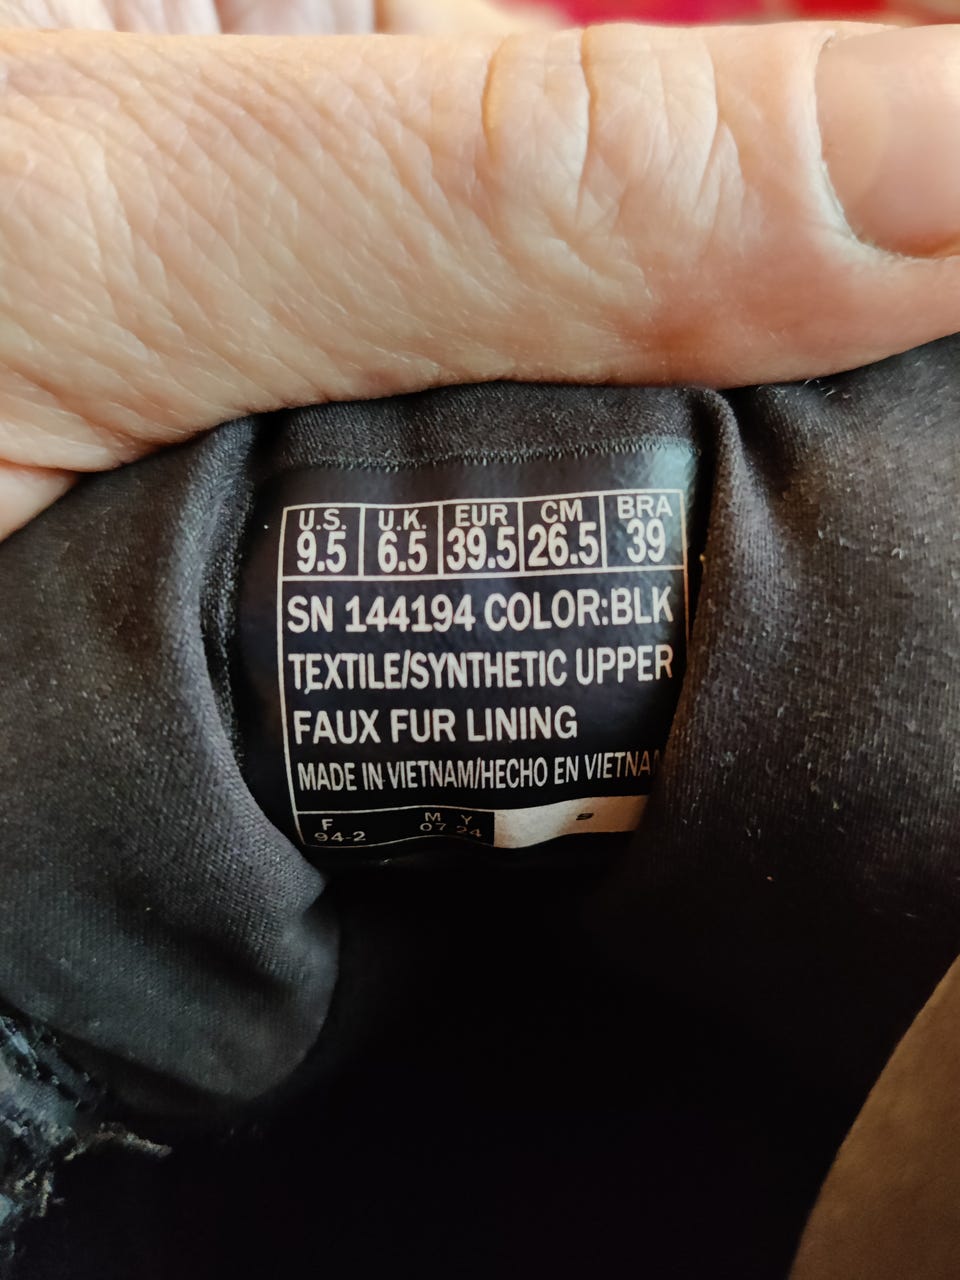 U.S. U.K. EUR CM BRA
9.5 6.5 39.5 26.5 39
SN 144194 COLOR:BLK
TEXTILE/SYNTHETIC UPPER
FAUX FUR LINING
MADE IN VIETNAM/HECHO EN
F M Y
94-2 07 24